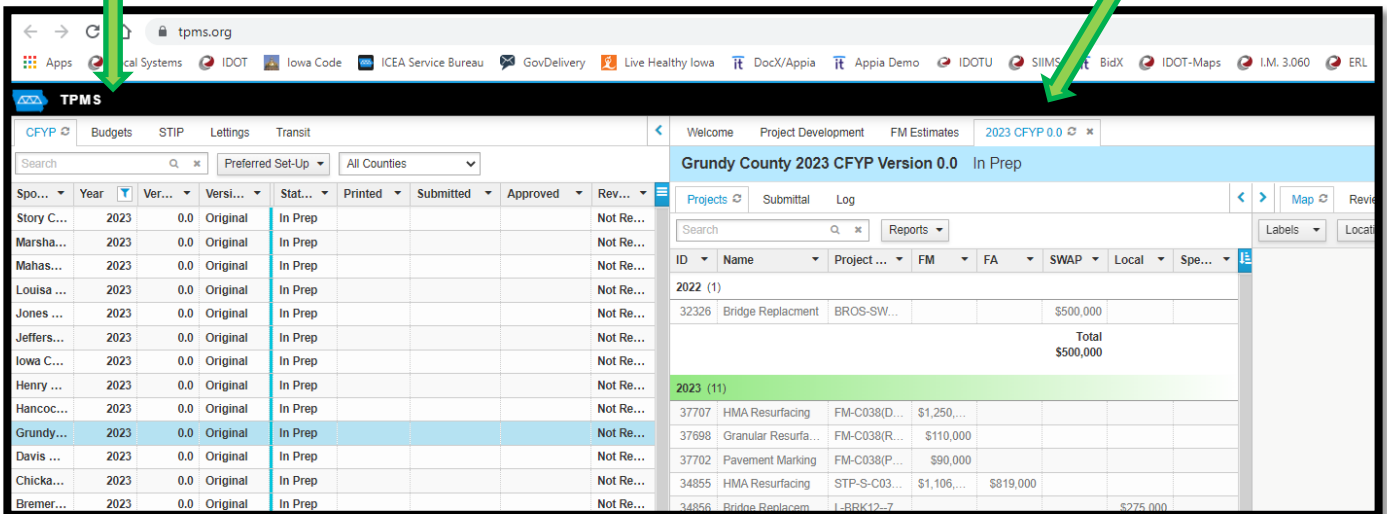 tpms.org
Apps cal Systems IDOT Iowa Code ICEA Service Bureau GovDelivery Live Healthy Iowa DocX/Appia Appia Demo IDOTU SIIMS BidX IDOT-Maps I.M. 3.060 ERL
TPMS
CFYP Budgets STIP Lettings Transit
Search Preferred Set-Up All Counties
Spo... Year Ver... Versi... Stat... Printed Submitted Approved Rev...
Story C... 2023 0.0 Original In Prep Not Re...
Marsha... 2023 0.0 Original In Prep Not Re...
Mahas... 2023 0.0 Original In Prep Not Re...
Louisa ... 2023 0.0 Original In Prep Not Re...
Jones ... 2023 0.0 Original In Prep Not Re...
Jeffers... 2023 0.0 Original In Prep Not Re...
Iowa C... 2023 0.0 Original In Prep Not Re...
Henry ... 2023 0.0 Original In Prep Not Re...
Hancoc... 2023 0.0 Original In Prep Not Re...
Grundy... 2023 0.0 Original In Prep Not Re...
Davis ... 2023 0.0 Original In Prep Not Re...
Chicka... 2023 0.0 Original In Prep Not Re...
Bremer... 2023 0.0 Original In Prep Not Re...
Welcome Project Development FM Estimates 2023 CFYP 0.0
Grundy County 2023 CFYP Version 0.0 In Prep
Projects Submittal Log
Search Reports
ID Name Project ... FM FA SWAP Local Spe...
2022 (1)
32326 Bridge Replacment BROS-SW... $500,000
Total
$500,000
2023 (11)
37707 HMA Resurfacing FM-C038(D... $1,250,...
37698 Granular Resurfa... FM-C038(R... $110,000
37702 Pavement Marking FM-C038(P... $90,000
34855 HMA Resurfacing STP-S-C03... $1,106,... $819,000
34856 Bridge Replacem... L-BRK12--7... $275,000
Map Revie
Labels Locati